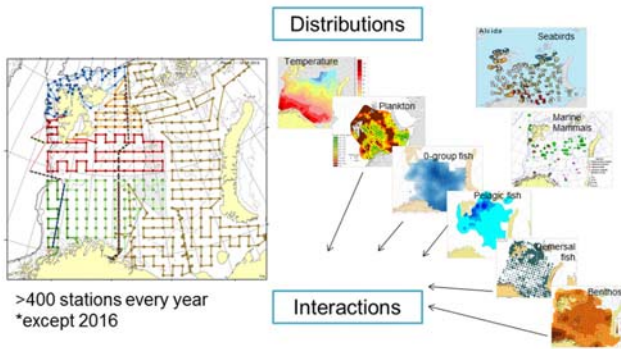 Distributions
Alvida
Seabirds
Temperature
Plankton
Marine
Mammals
0-group fish
Pelagic fish
Demersal
fish
Benthos
>400 stations every year
*except 2016
Interactions